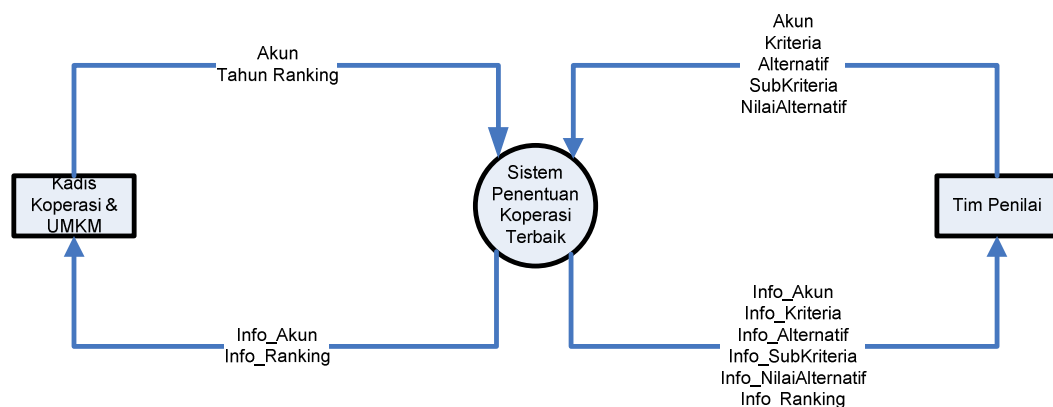 Akun
Tahun Ranking
Akun
Kriteria
Alternatif
SubKriteria
NilaiAlternatif
Kadis
Koperasi &
UMKM
Sistem
Penentuan
Koperasi
Terbaik
Tim Penilai
Info_Akun
Info_Ranking
Info_Akun
Info_Kriteria
Info_Alternatif
Info_SubKriteria
Info_NilaiAlternatif
Info_Ranking